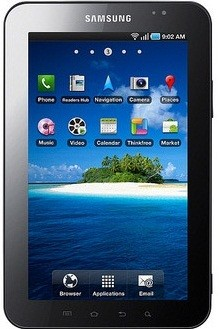 SAMSUNG
9:02 AM
Phone Readers Hub Navigation Camera Places
Music Video Calendar Thinkfree Market
Browser Applications Email